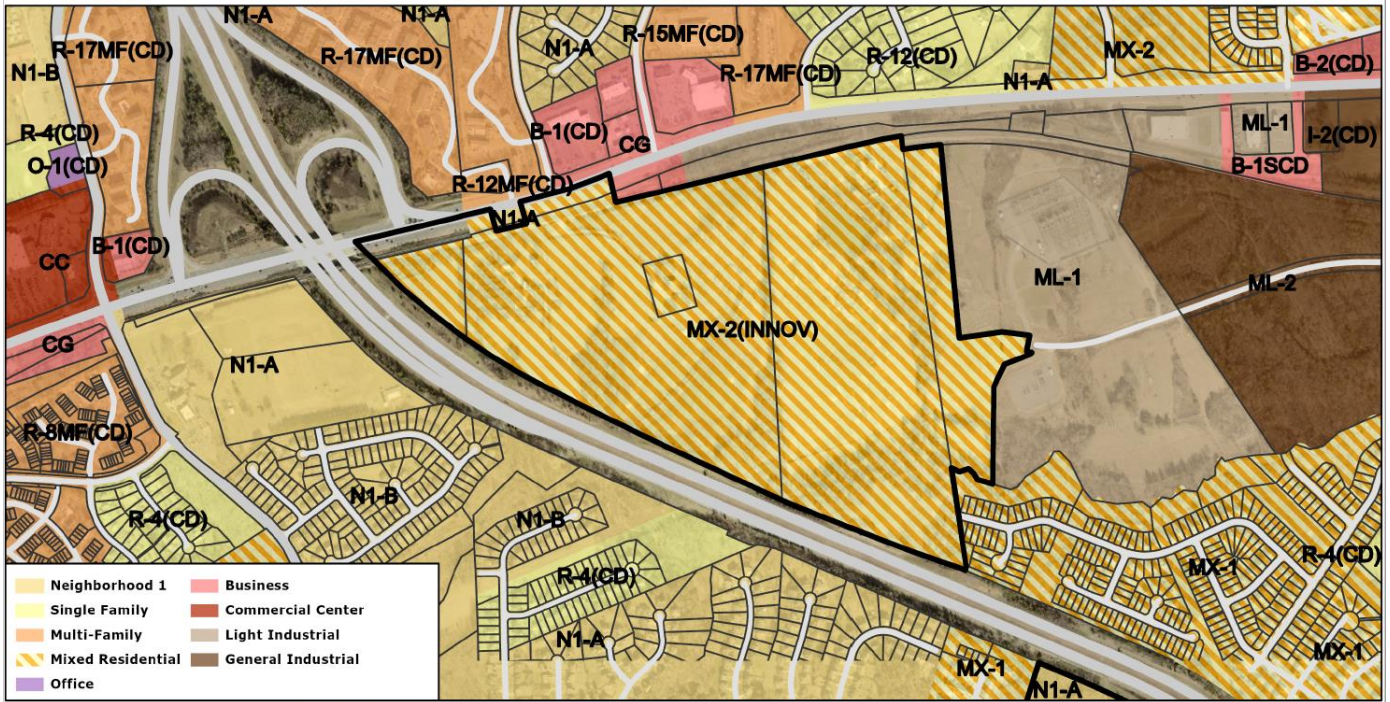 N1-A
N1-A
R-17MF(CD)
R-17MF(CD)
N1-A
R-15MF(CD)
R-17MF(CD)
R-12(CD)
MX-2
N1-A
B-2(CD)
N1-B
R-4(CD)
O-1(CD)
B-1(CD)
CG
ML-1
I-2(CD)
B-1SCD
R-12MF(CD)
N1-A
B-1(CD)
CC
ML-1
ML-2
MX-2(INNOV)
CG
N1-A
R-8MF(CD)
N1-B
R-4(CD)
N1-B
R-4(CD)
N1-A
R-4(CD)
MX-1
MX-1
MX-1
N1-A
Neighborhood 1
Single Family
Multi-Family
Mixed Residential
Office
Business
Commercial Center
Light Industrial
General Industrial